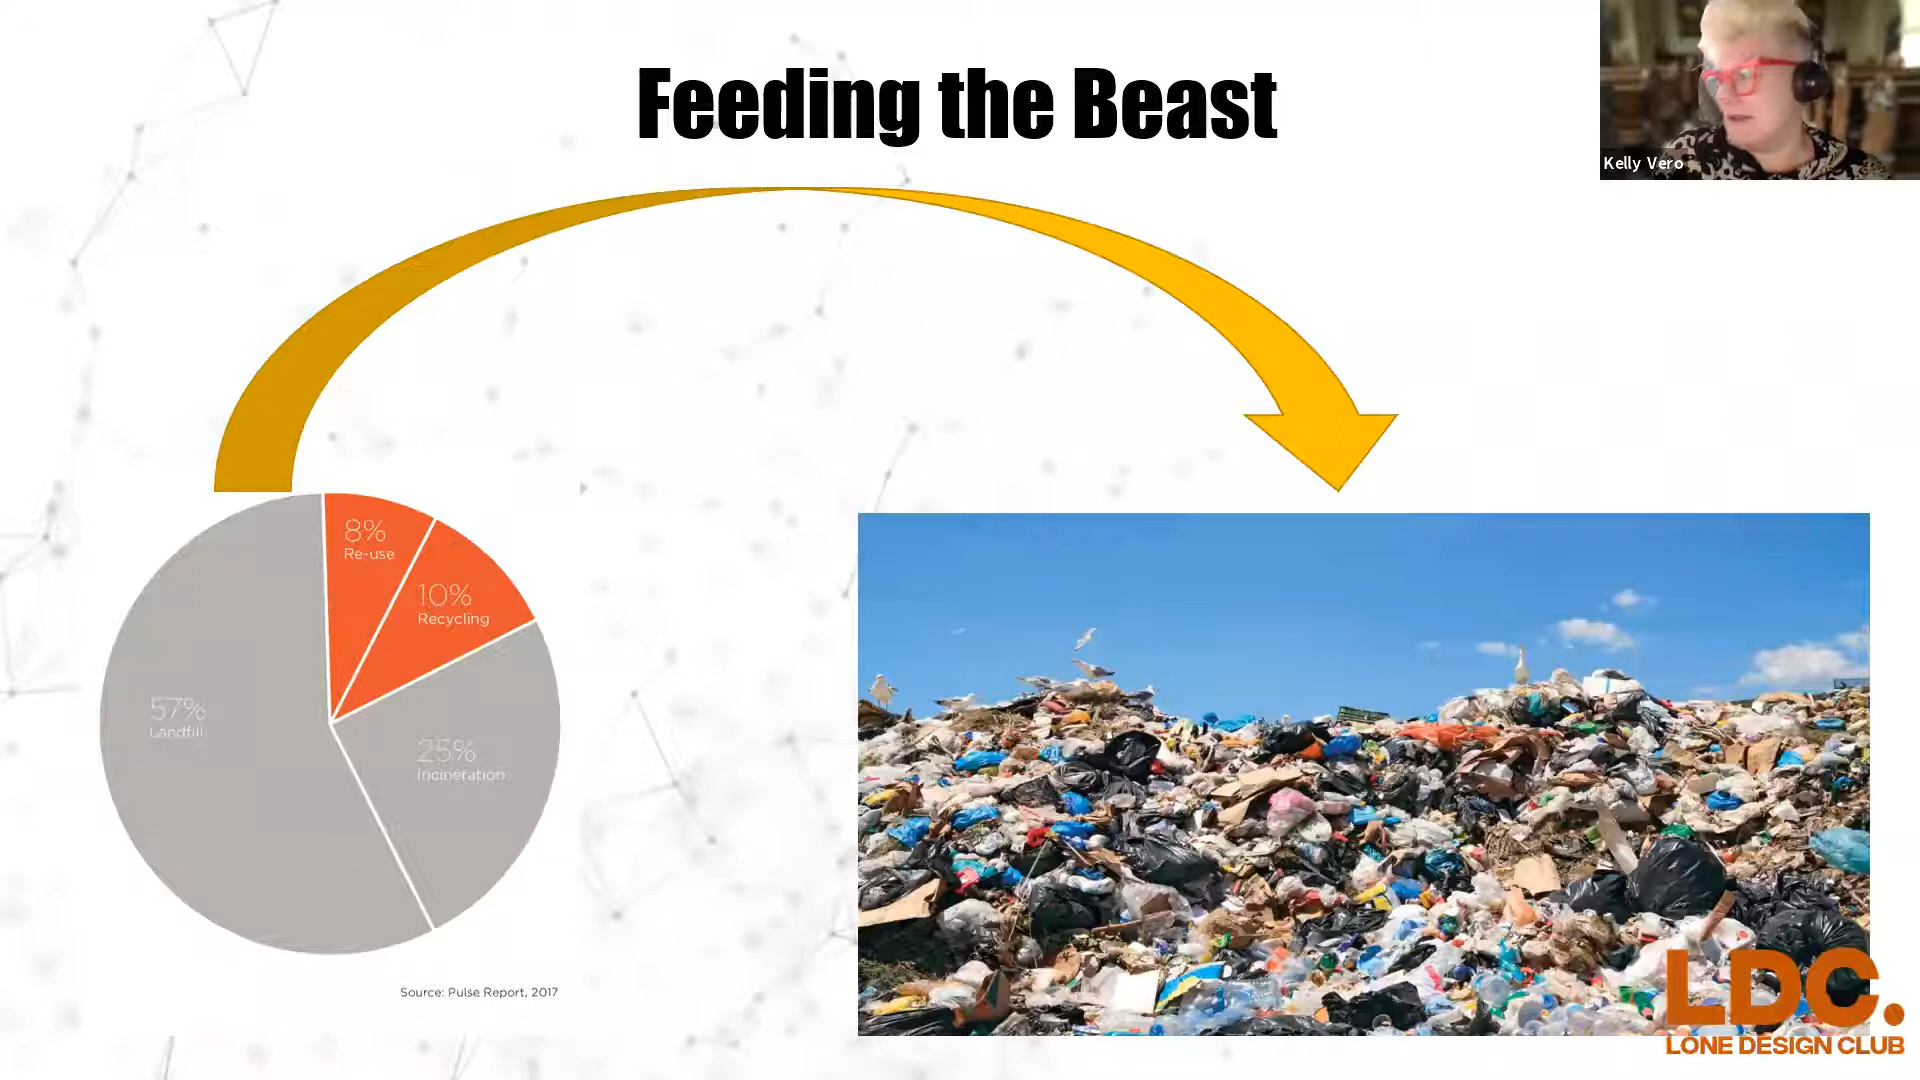 Feeding the Beast
Kelly Vero
8%
Re-use
10%
Recycling
57%
Landfill
25%
Incineration
Source: Pulse Report, 2017
LDC.
LONE DESIGN CLUB